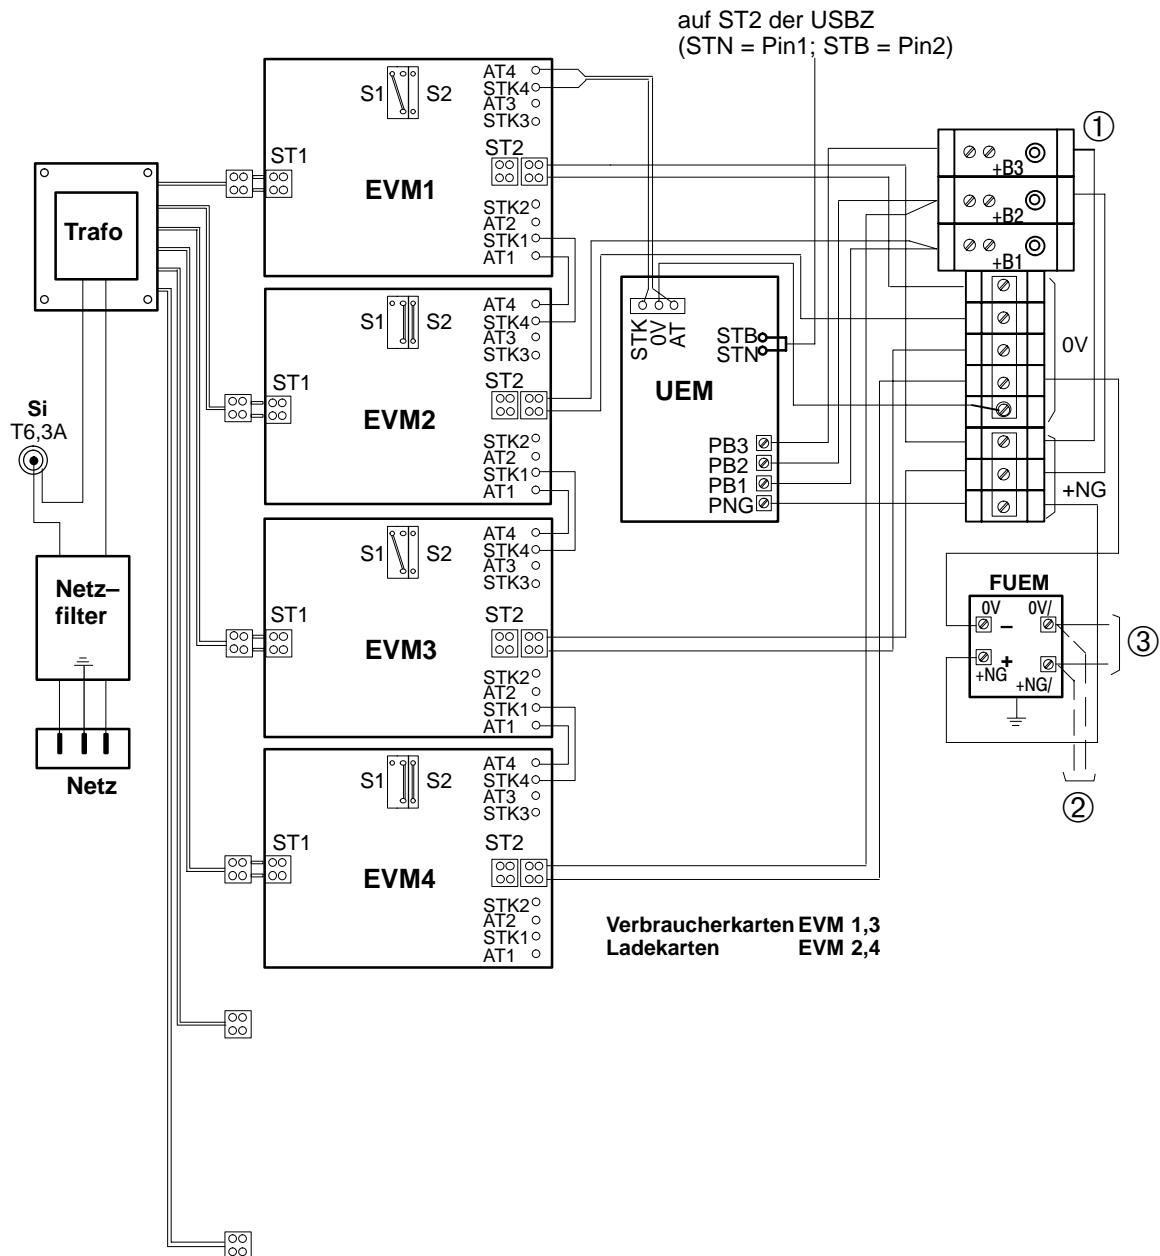 auf ST2 der USBZ
(STN = Pin1; STB = Pin2)
S1 S2
AT4
STK4
AT3
STK3
ST1
ST2
EVM1
STK2
AT2
STK1
AT1
Trafo
S1 S2
AT4
STK4
AT3
STK3
ST1
ST2
EVM2
STK2
AT2
STK1
AT1
Si
T6,3A
S1 S2
AT4
STK4
AT3
STK3
ST1
ST2
EVM3
STK2
AT2
STK1
AT1
Netz–
filter
Netz
S1 S2
AT4
STK4
AT3
STK3
ST1
ST2
EVM4
STK2
AT2
STK1
AT1
STK
0V
AT
STB
STN
UEM
PB3
PB2
PB1
PNG
①
+B3
+B2
+B1
0V
+NG
FUEM
0V 0V/
– 
+
+NG
+NG/
③
②
Verbraucherkarten EVM 1,3
Ladekarten EVM 2,4